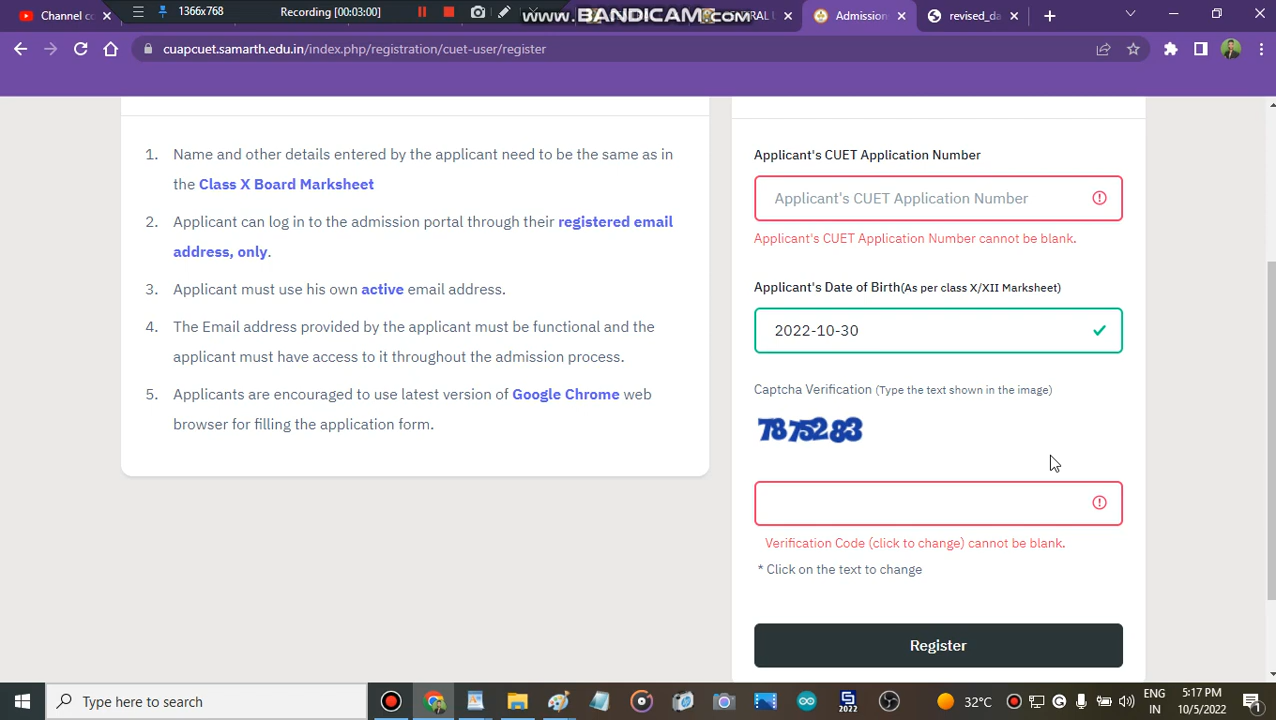 Channel co
1366x768
Recording [00:03:00]
www.BANDICAM.com
RAL
Admission
revised_da
cuapcuet.samarth.edu.in/index.php/registration/cuet-user/register
1. Name and other details entered by the applicant need to be the same as in
the Class X Board Marksheet
2. Applicant can log in to the admission portal through their registered email
address, only.
3. Applicant must use his own active email address.
4. The Email address provided by the applicant must be functional and the
applicant must have access to it throughout the admission process.
5. Applicants are encouraged to use latest version of Google Chrome web
browser for filling the application form.
Applicant's CUET Application Number
Applicant's CUET Application Number
Applicant's CUET Application Number cannot be blank.
Applicant's Date of Birth(As per class X/XII Marksheet)
2022-10-30
Captcha Verification (Type the text shown in the image)
7875283
Verification Code (click to change) cannot be blank.
* Click on the text to change
Register
Type here to search
2022
32°C
ENG
IN
5:17 PM
10/5/2022
1